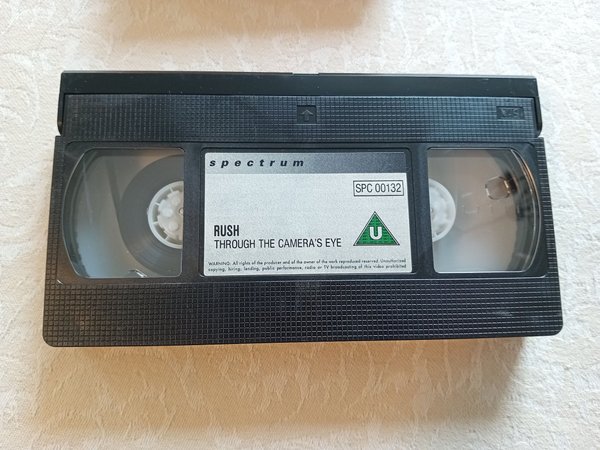 VHS
spectrum
SPC 00132
RUSH
THROUGH THE CAMERA'S EYE
U
WARNING: All rights of the producer and of the owner of the work reproduced reserved. Unauthorised
copying, hiring, lending, public performance, radio or TV broadcasting of this video prohibited